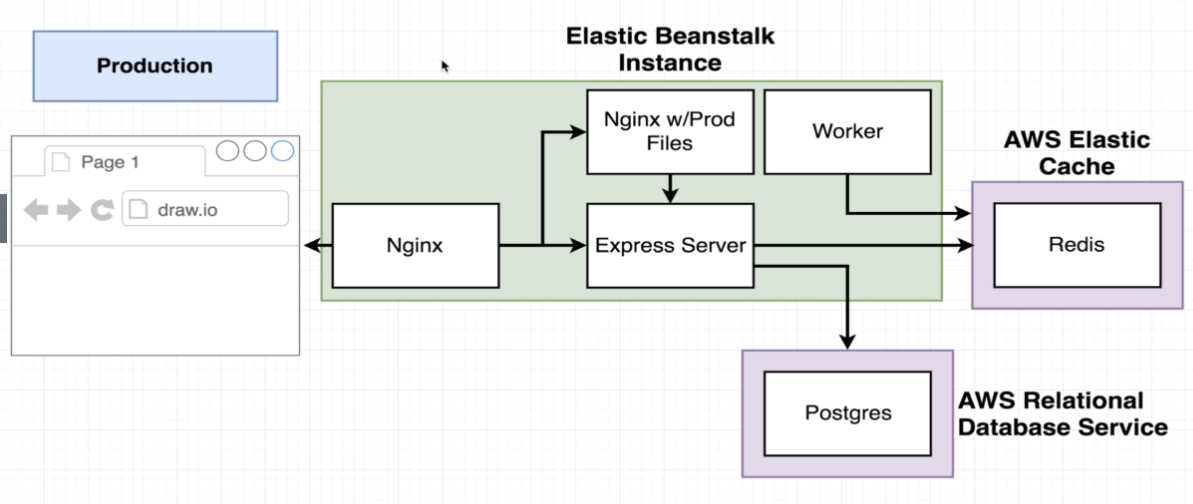 Production
Page 1
draw.io
Elastic Beanstalk
Instance
Nginx
Nginx w/Prod
Files
Worker
Express Server
AWS Elastic
Cache
Redis
Postgres
AWS Relational
Database Service